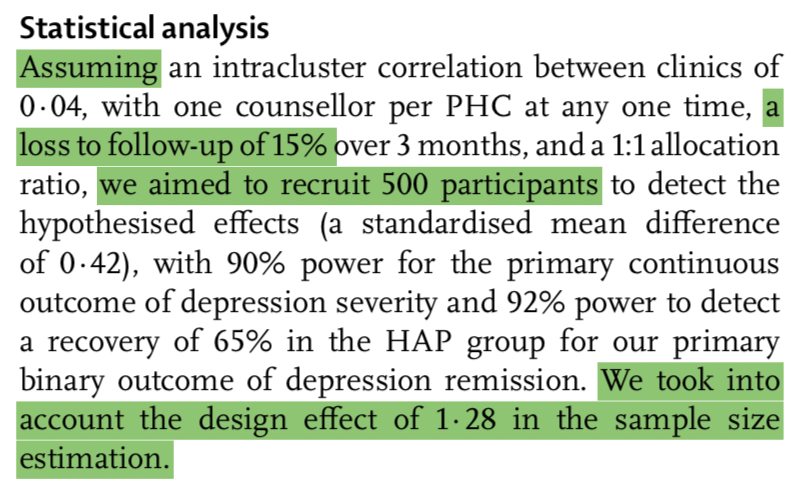 Statistical analysis
Assuming an intracluster correlation between clinics of
0·04, with one counsellor per PHC at any one time, a
loss to follow-up of 15% over 3 months, and a 1:1 allocation
ratio, we aimed to recruit 500 participants to detect the
hypothesised effects (a standardised mean difference
of 0·42), with 90% power for the primary continuous
outcome of depression severity and 92% power to detect
a recovery of 65% in the HAP group for our primary
binary outcome of depression remission. We took into
account the design effect of 1·28 in the sample size
estimation.